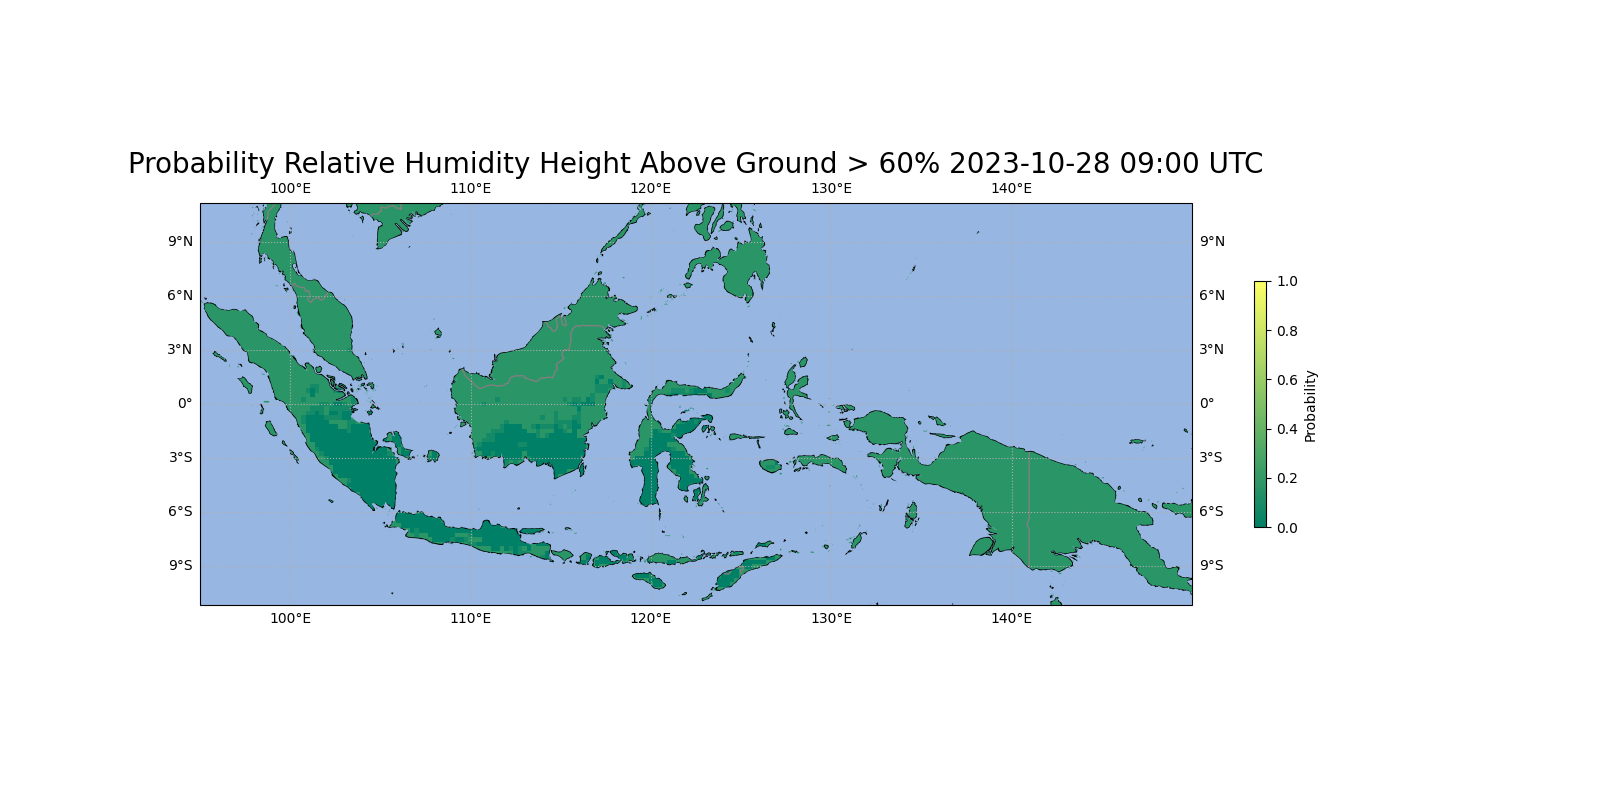 Probability Relative Humidity Height Above Ground > 60% 2023-10-28 09:00 UTC
100°E 110°E 120°E 130°E 140°E
9°N 9°N
6°N 6°N
3°N 3°N
0° 0°
3°S 3°S
6°S 6°S
9°S 9°S
100°E 110°E 120°E 130°E 140°E
1.0
0.8
0.6
0.4
0.2
0.0
Probability